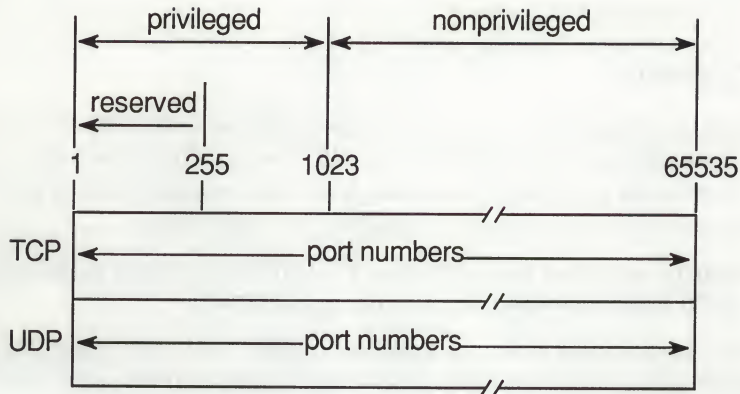 privileged nonprivileged
reserved
1 255 1023 65535
TCP port numbers
UDP port numbers